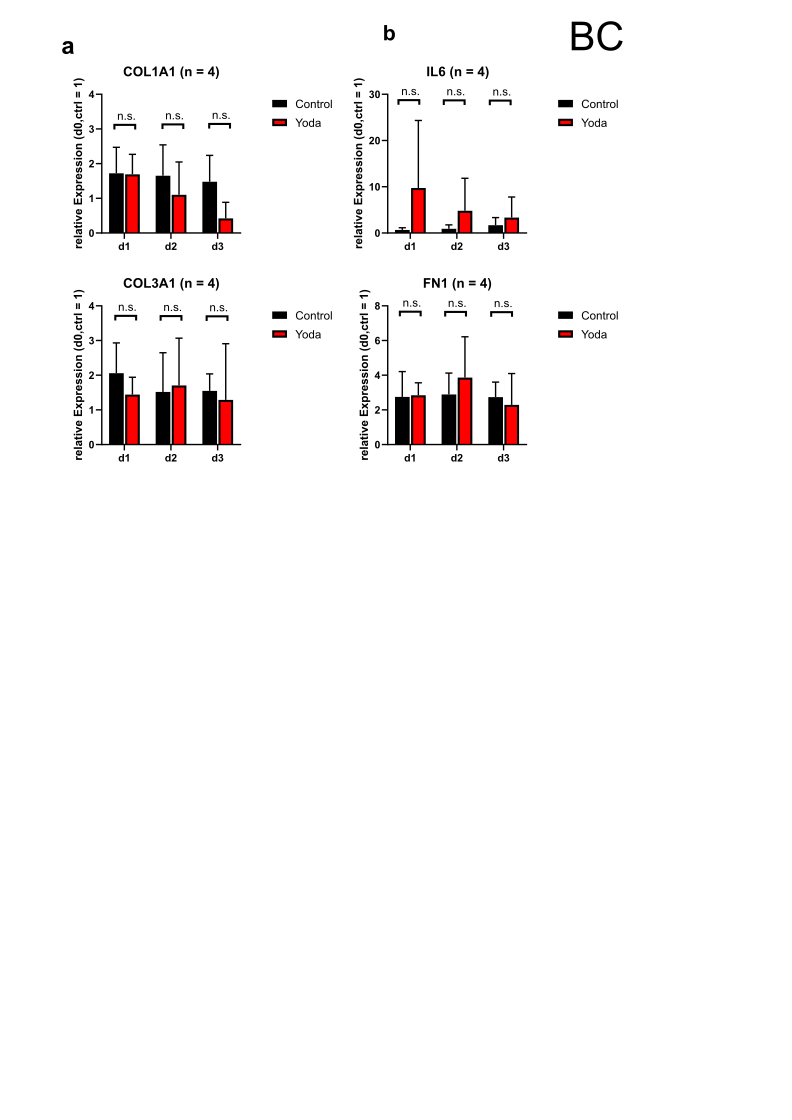 BC
a
COL1A1 (n = 4)
relative Expression (d0,ctrl = 1)
4
3
2
1
0
n.s.
n.s.
n.s.
d1
d2
d3
Control
Yoda
b
IL6 (n = 4)
relative Expression (d0,ctrl = 1)
30
20
10
0
n.s.
n.s.
n.s.
d1
d2
d3
Control
Yoda
COL3A1 (n = 4)
relative Expression (d0,ctrl = 1)
4
3
2
1
0
n.s.
n.s.
n.s.
d1
d2
d3
Control
Yoda
FN1 (n = 4)
relative Expression (d0,ctrl = 1)
8
6
4
2
0
n.s.
n.s.
n.s.
d1
d2
d3
Control
Yoda